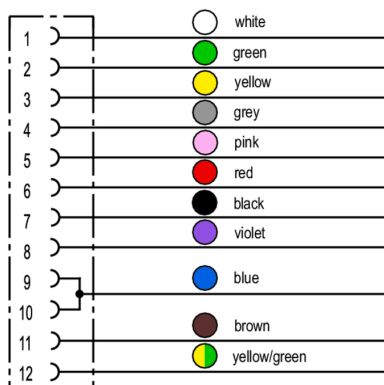 1 white
2 green
3 yellow
4 grey
5 pink
6 red
7 black
8 violet
9 blue
10
11 brown
12 yellow/green